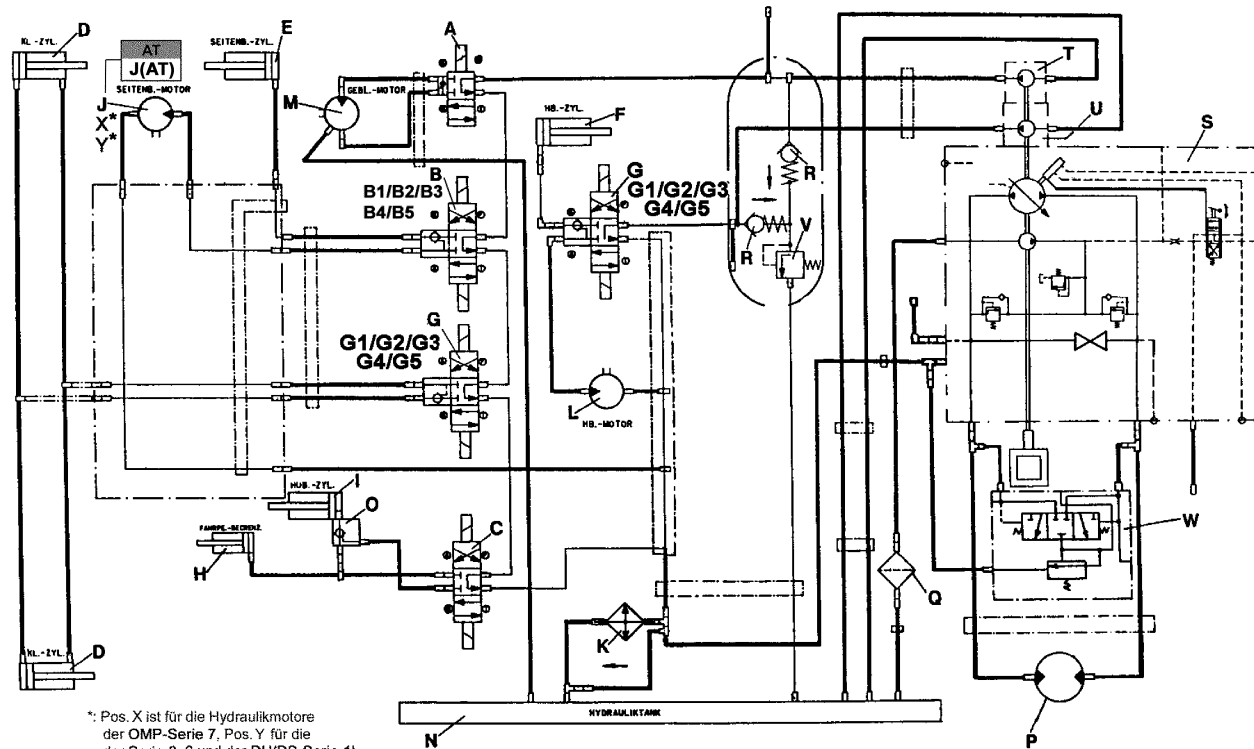 D
KL.-ZYL.
AT
J(AT)
SEITENB.-MOTOR
J
X*
Y*
SEITENB.-ZYL.
E
A
M
GEBL.-MOTOR
HB.-ZYL.
F
T
U
S
B
B1/B2/B3
B4/B5
G
G1/G2/G3
G4/G5
R
R
V
G
G1/G2/G3
G4/G5
L
HB.-MOTOR
HUB.-ZYL.
I
O
FAHRPE.-BEGRENZ.
H
C
W
K
Q
KL.-ZYL.
D
HYDRAULIKTANK
N
P
*: Pos. X ist für die Hydraulikmotore
der OMP-Serie 7, Pos. Y für die